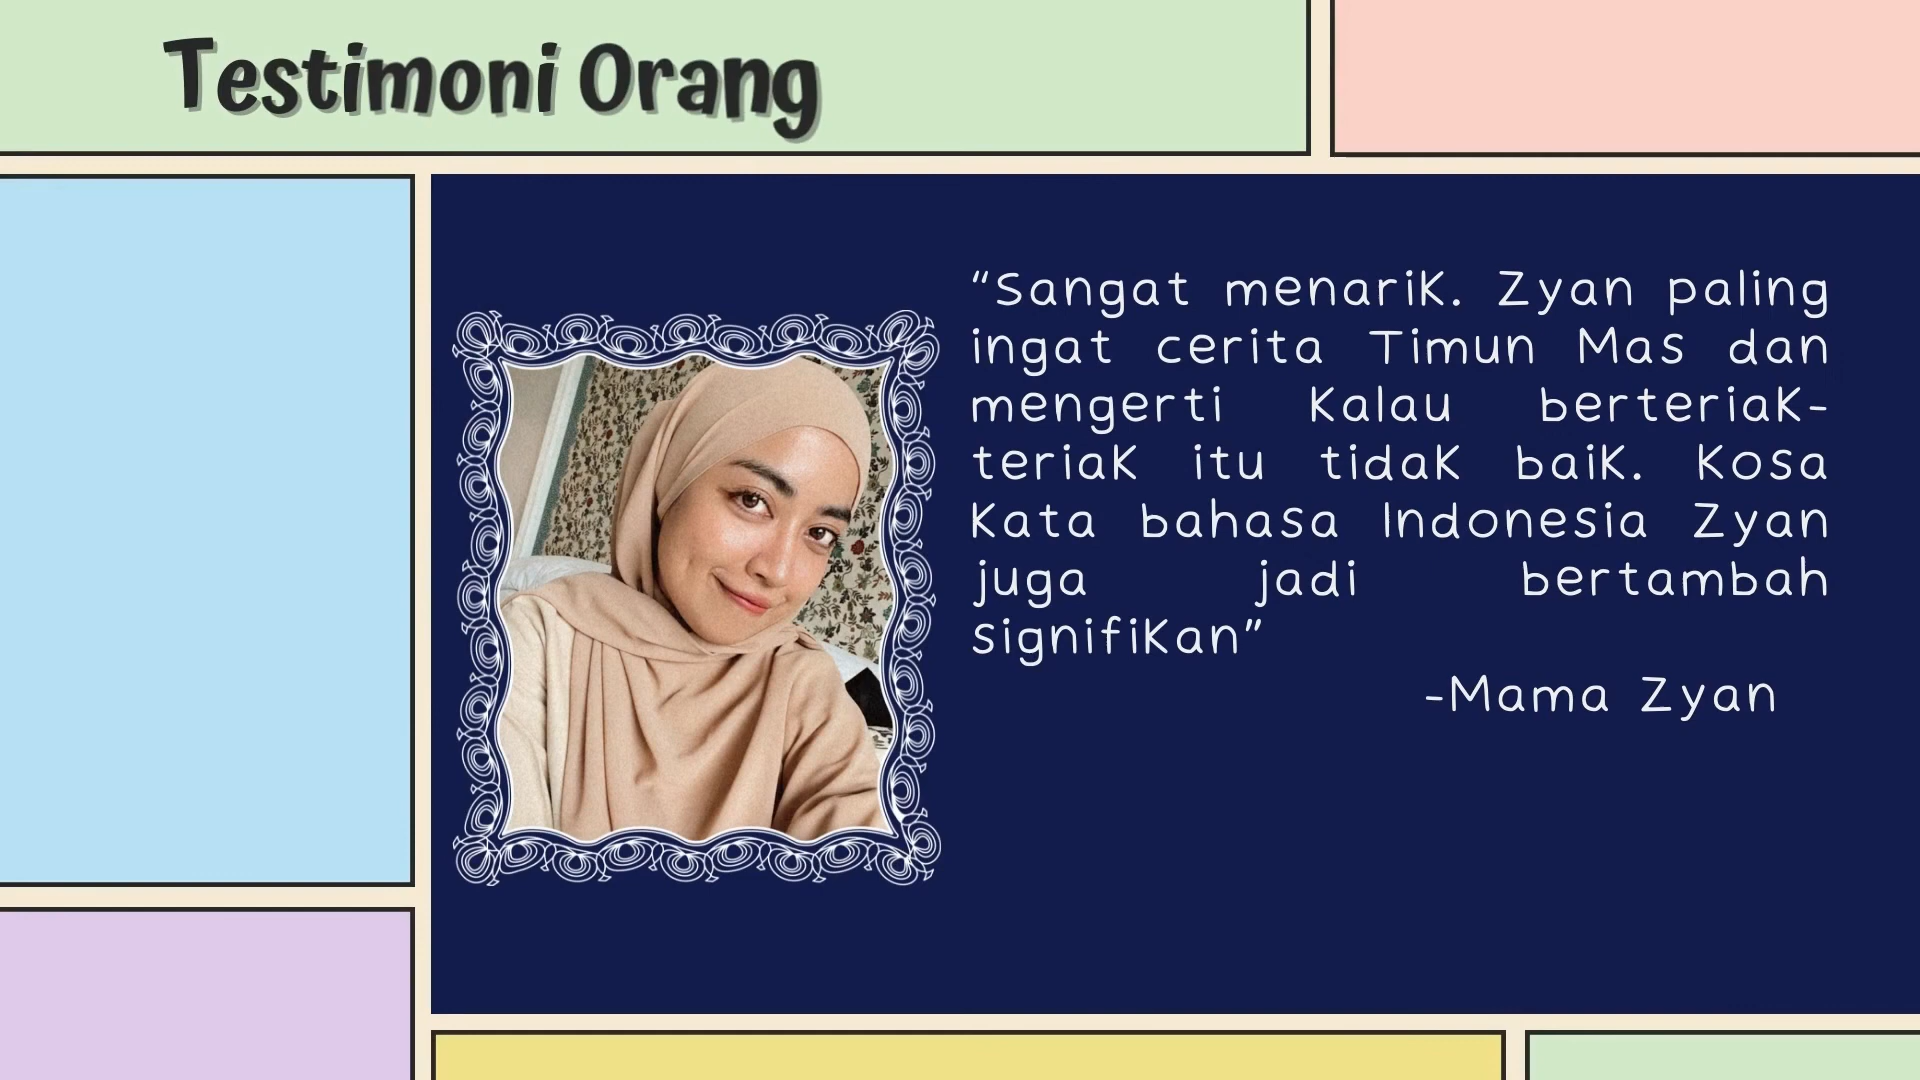 Testimoni Orang
“Sangat menarik. Zyan paling
ingat cerita Timun Mas dan
mengerti kalau berteriak-
teriak itu tidak baik. Kosa
kata bahasa Indonesia Zyan
juga jadi bertambah
signifikan”
-Mama Zyan